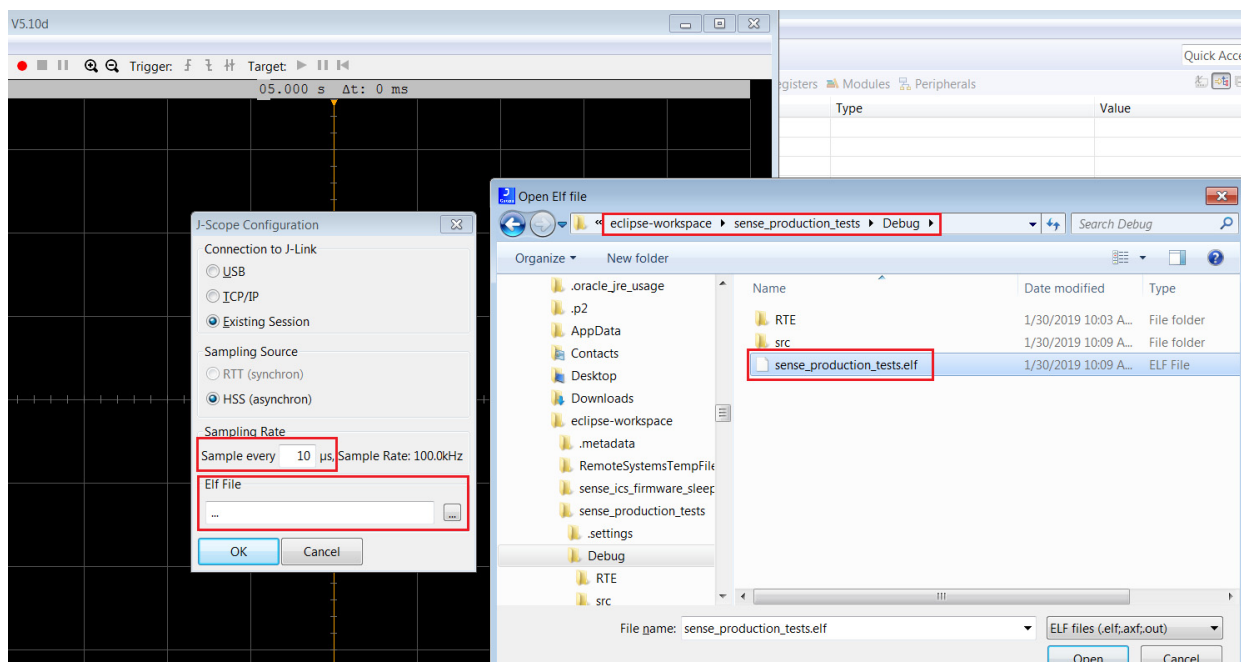 V5.10d
Quick Acce
Trigger:
Target:
05.000 s Δt: 0 ms
egisters Modules Peripherals
Type Value
Open Elf file
« eclipse-workspace sense_production_tests Debug
Search Debug
Organize New folder
J-Scope Configuration
Connection to J-Link
USB
TCP/IP
Existing Session
Sampling Source
RTT (synchron)
HSS (asynchron)
Sampling Rate
Sample every 10 µs, Sample Rate: 100.0kHz
Elf File
...
...
OK Cancel
.oracle_jre_usage
.p2
AppData
Contacts
Desktop
Downloads
eclipse-workspace
.metadata
RemoteSystemsTempFile
sense_ics_firmware_sleep
sense_production_tests
.settings
Debug
RTE
src
Name Date modified Type
RTE 1/30/2019 10:03 A... File folder
src 1/30/2019 10:09 A... File folder
sense_production_tests.elf 1/30/2019 10:09 A... ELF File
File name: sense_production_tests.elf ELF files (.elf;.axf;.out)
Open Cancel